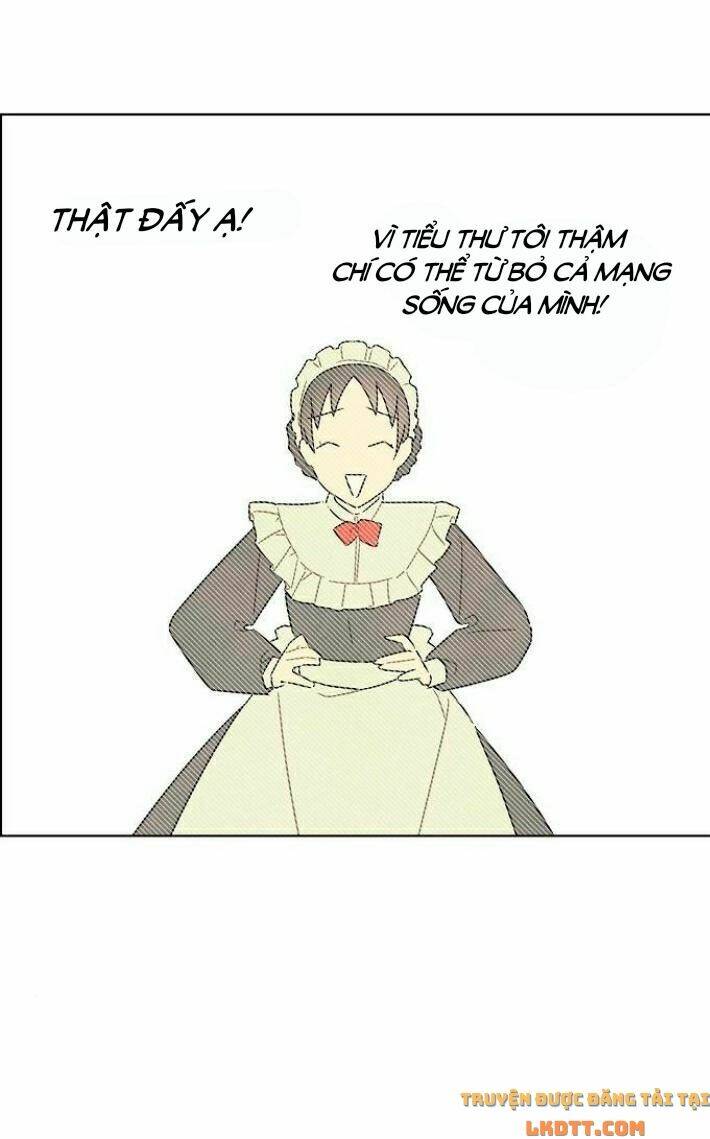 THẬT ĐẤY Ạ!
VÌ TIỂU THƯ TÔI THẬM
CHÍ CÓ THỂ TỪ BỎ CẢ MẠNG
SỐNG CỦA MÌNH!
TRUYỆN ĐƯỢC ĐĂNG TẢI TẠI
LKDTT.COM